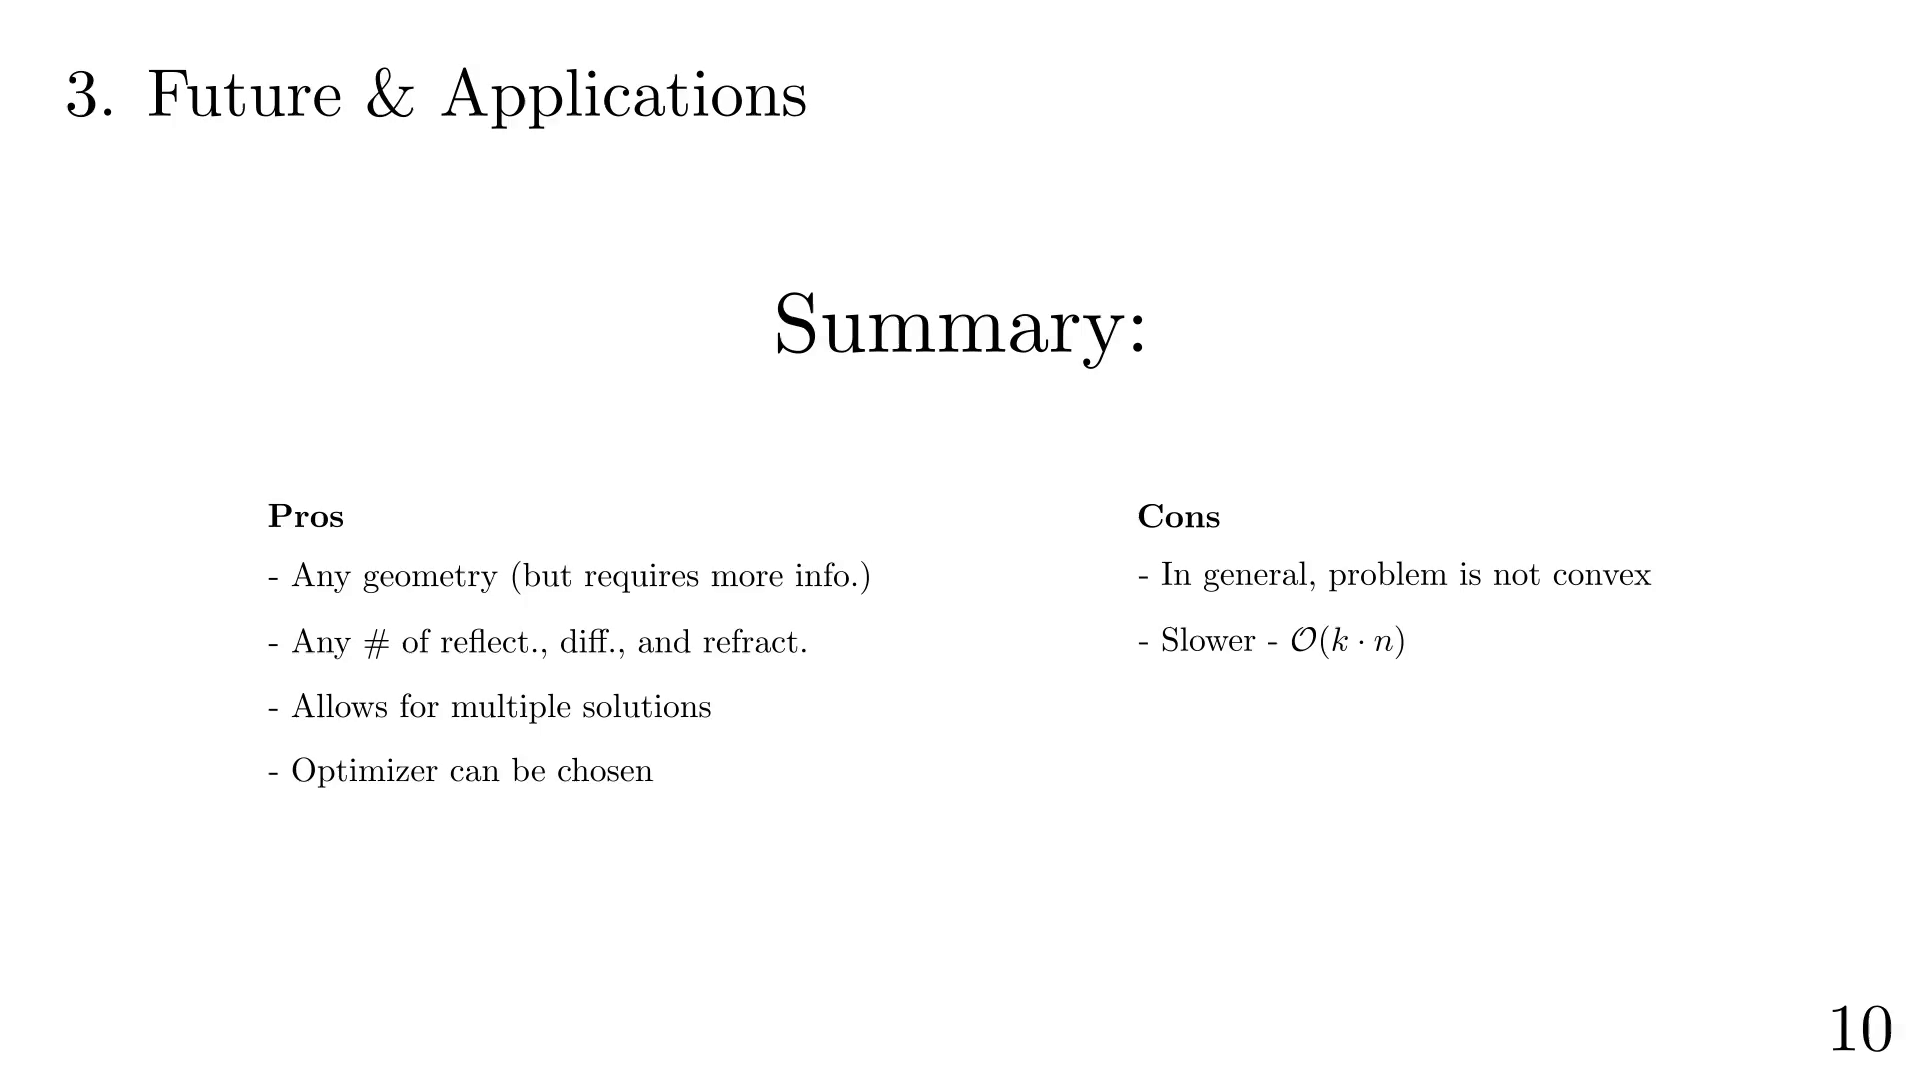 3. Future & Applications
Summary:
Pros
- Any geometry (but requires more info.)
- Any # of reflect., diff., and refract.
- Allows for multiple solutions
- Optimizer can be chosen
Cons
- In general, problem is not convex
- Slower - 𝒪(k · n)
10